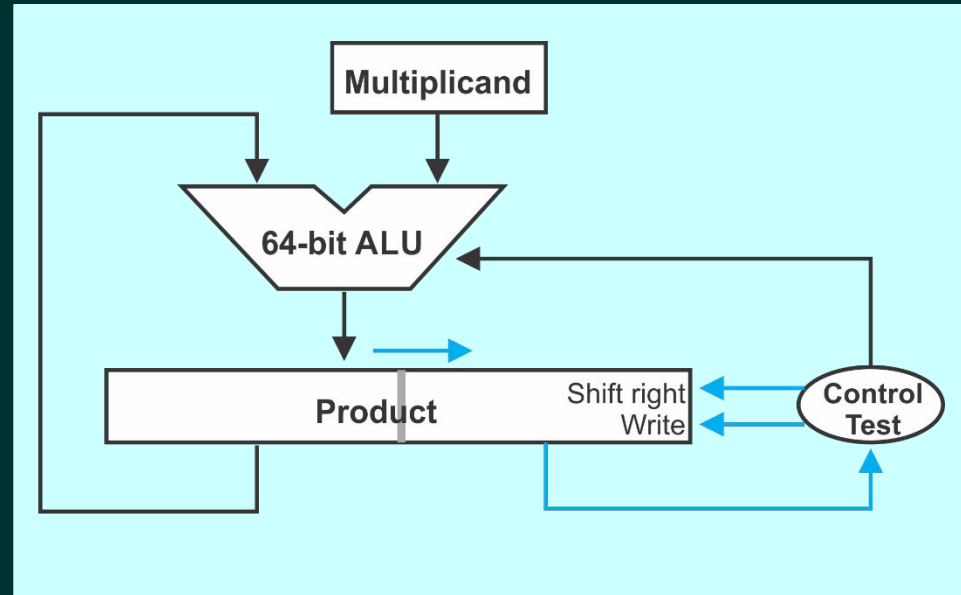 Multiplicand
64-bit ALU
Product
Shift right
Write
Control
Test